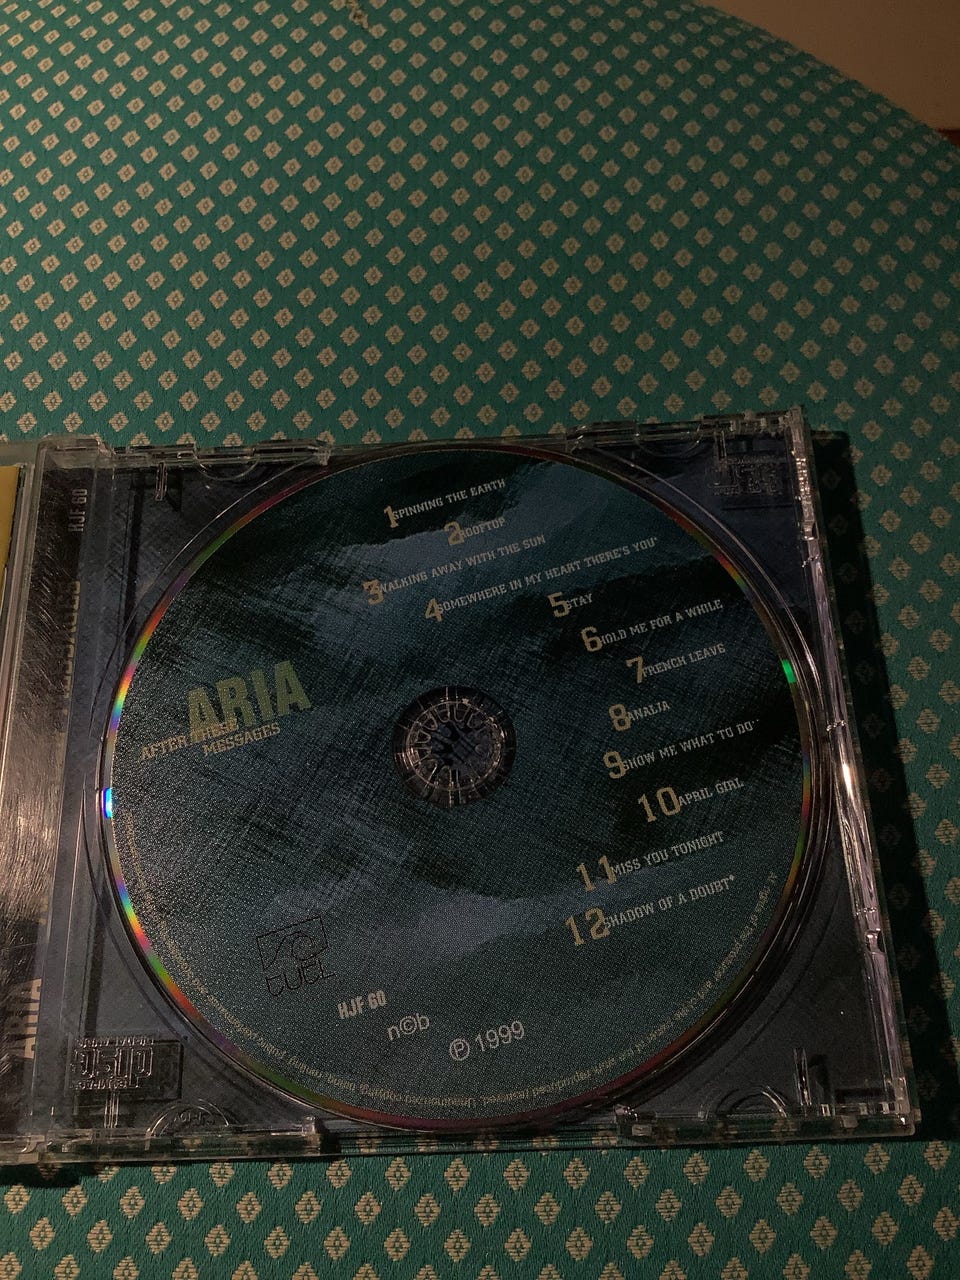 1 SPINNING THE EARTH
2 ROOFTOP
3 WALKING AWAY WITH THE SUN
4 SOMEWHERE IN MY HEART THERE'S YOU*
5 STAY
6 HOLD ME FOR A WHILE
7 FRENCH LEAVE
8 ANALIA
9 SHOW ME WHAT TO DO**
10 APRIL GIRL
11 MISS YOU TONIGHT
12 SHADOW OF A DOUBT*
ARIA
AFTER
MESSAGES
DUEL
HJF 60
n©b
℗ 1999
HJF 60
ARIA